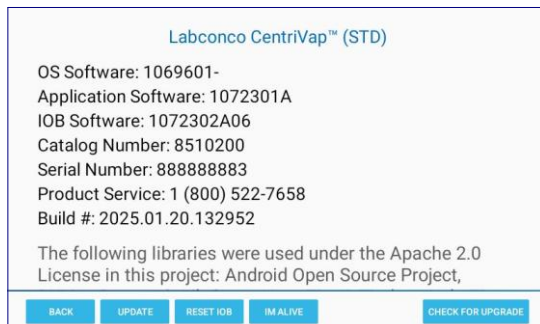 Labconco CentriVap™ (STD)
OS Software: 1069601-
Application Software: 1072301A
IOB Software: 1072302A06
Catalog Number: 8510200
Serial Number: 888888883
Product Service: 1 (800) 522-7658
Build #: 2025.01.20.132952
The following libraries were used under the Apache 2.0
License in this project: Android Open Source Project,
BACK UPDATE RESET IOB IM ALIVE CHECK FOR UPGRADE